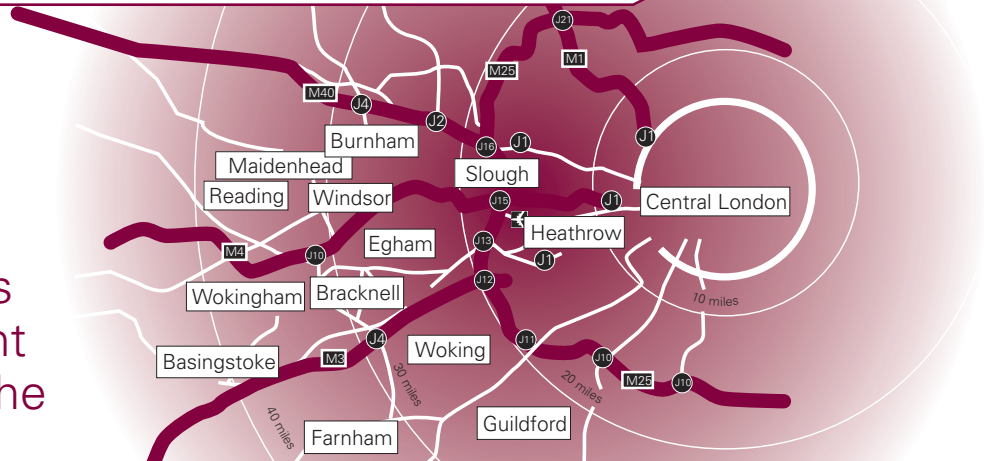 J21
M1
M25
M40
J4
J2
J1
Burnham
J16
J1
Maidenhead
Slough
Reading
Windsor
J15
J1
Central London
Heathrow
Egham
J13
M4
J10
J1
J12
s
Wokingham
Bracknell
10 miles
nt
J4
J11
Woking
M3
J10
Basingstoke
he
30 miles
20 miles
M25
J10
40 miles
Guildford
Farnham